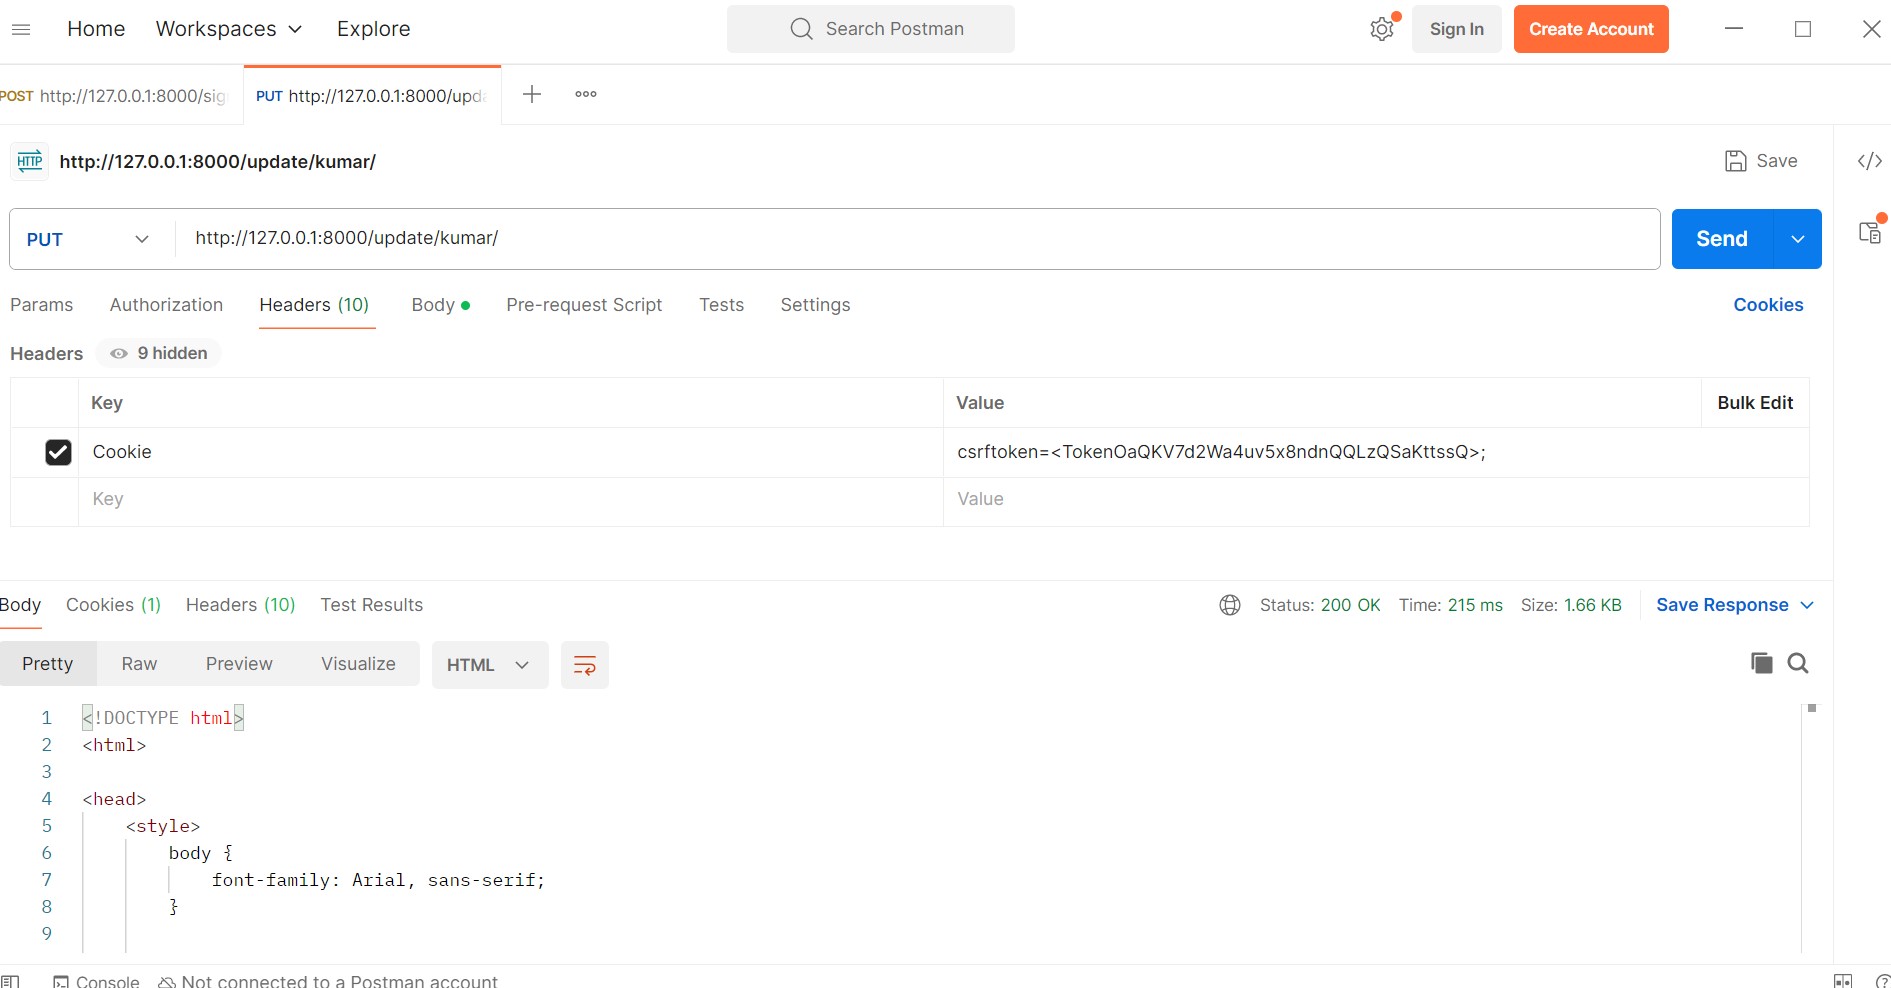 Home Workspaces Explore Search Postman Sign In Create Account
POST http://127.0.0.1:8000/sig PUT http://127.0.0.1:8000/upda
HTTP http://127.0.0.1:8000/update/kumar/ Save </>
PUT http://127.0.0.1:8000/update/kumar/ Send
Params Authorization Headers (10) Body Pre-request Script Tests Settings Cookies
Headers 9 hidden
Key Value Bulk Edit
Cookie csrftoken=<TokenOaQKV7d2Wa4uv5x8ndnQQLzQSaKttssQ>;
Key Value
Body Cookies (1) Headers (10) Test Results Status: 200 OK Time: 215 ms Size: 1.66 KB Save Response
Pretty Raw Preview Visualize HTML
1 <!DOCTYPE html>
2 <html>
3
4 <head>
5 <style>
6 body {
7 font-family: Arial, sans-serif;
8 }
9
Console Not connected to a Postman account